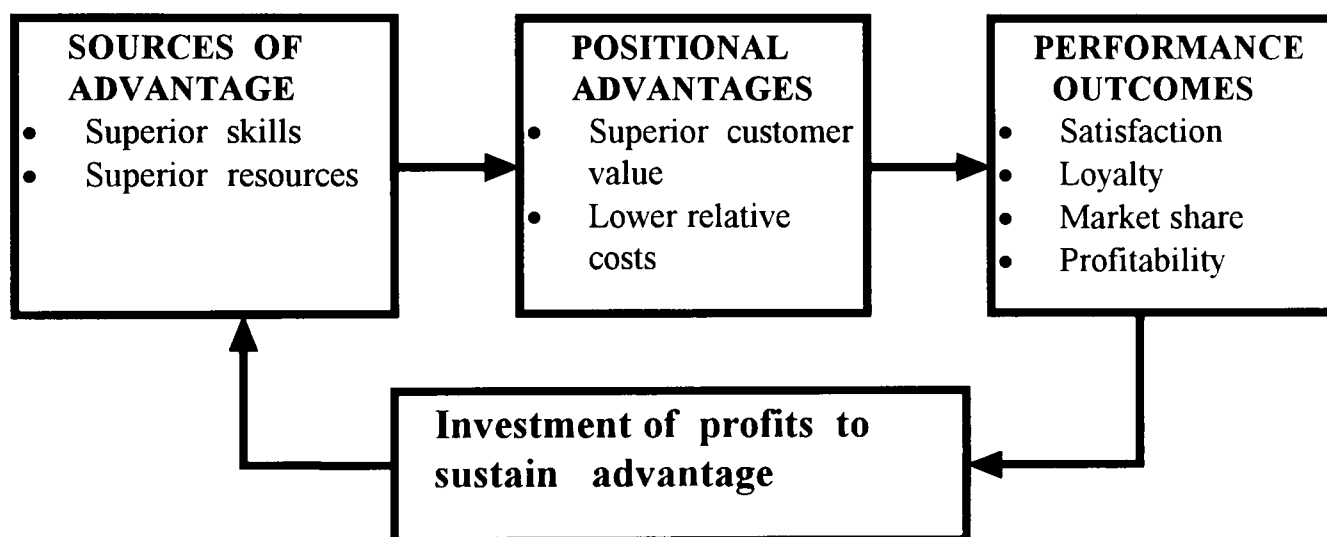 SOURCES OF
ADVANTAGE
• Superior skills
• Superior resources
POSITIONAL
ADVANTAGES
• Superior customer
value
• Lower relative
costs
PERFORMANCE
OUTCOMES
• Satisfaction
• Loyalty
• Market share
• Profitability
Investment of profits to
sustain advantage